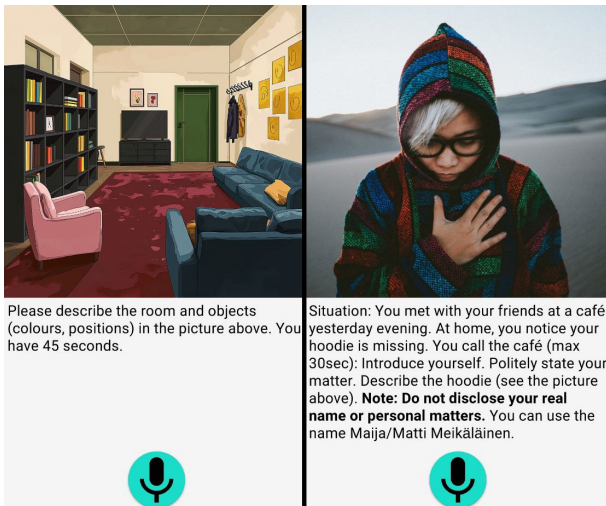 Please describe the room and objects
(colours, positions) in the picture above. You
have 45 seconds.
Situation: You met with your friends at a café
yesterday evening. At home, you notice your
hoodie is missing. You call the café (max
30sec): Introduce yourself. Politely state your
matter. Describe the hoodie (see the picture
above). Note: Do not disclose your real
name or personal matters. You can use the
name Maija/Matti Meikäläinen.